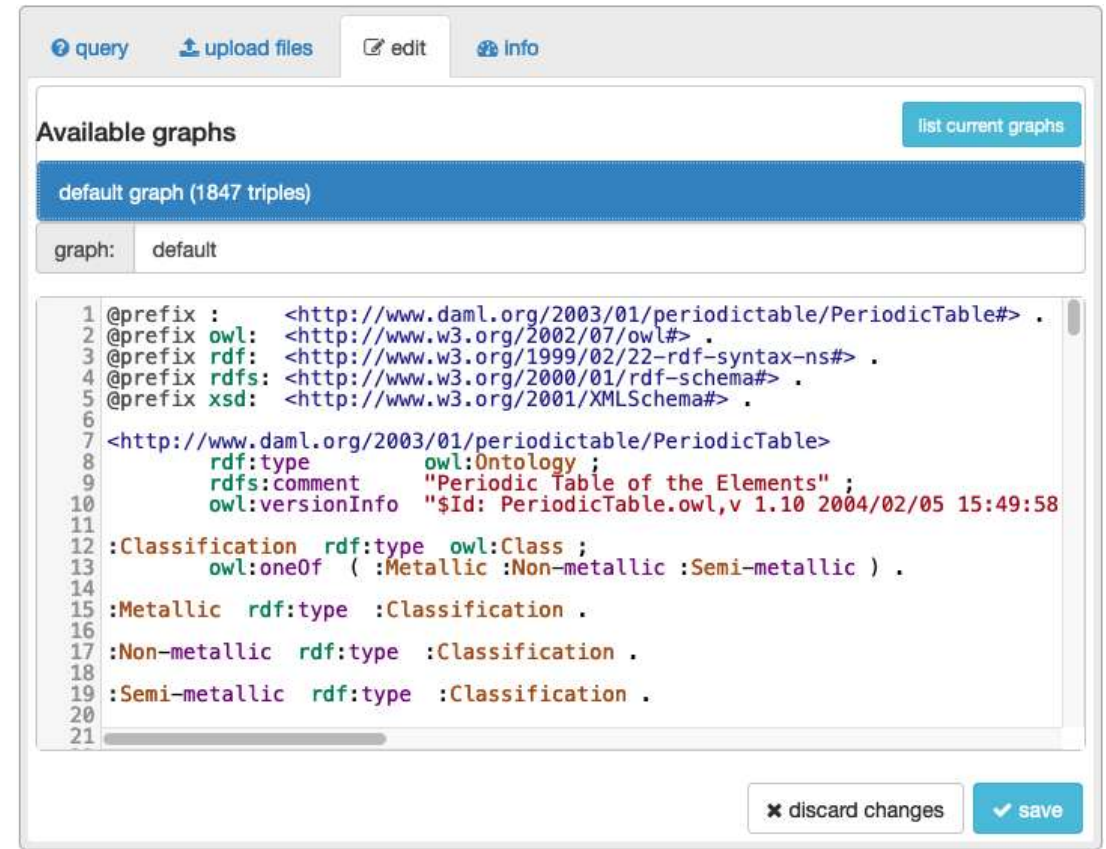 query upload files edit info
Available graphs
list current graphs
default graph (1847 triples)
graph: default
1 @prefix :      <http://www.daml.org/2003/01/periodictable/PeriodicTable#> .
2 @prefix owl:  <http://www.w3.org/2002/07/owl#> .
3 @prefix rdf:  <http://www.w3.org/1999/02/22-rdf-syntax-ns#> .
4 @prefix rdfs: <http://www.w3.org/2000/01/rdf-schema#> .
5 @prefix xsd:  <http://www.w3.org/2001/XMLSchema#> .
6
7 <http://www.daml.org/2003/01/periodictable/PeriodicTable>
8         rdf:type         owl:Ontology ;
9         rdfs:comment     "Periodic Table of the Elements" ;
10         owl:versionInfo  "$Id: PeriodicTable.owl,v 1.10 2004/02/05 15:49:58
11
12 :Classification  rdf:type  owl:Class ;
13         owl:oneOf  ( :Metallic :Non-metallic :Semi-metallic ) .
14
15 :Metallic  rdf:type  :Classification .
16
17 :Non-metallic  rdf:type  :Classification .
18
19 :Semi-metallic  rdf:type  :Classification .
20
21
discard changes save